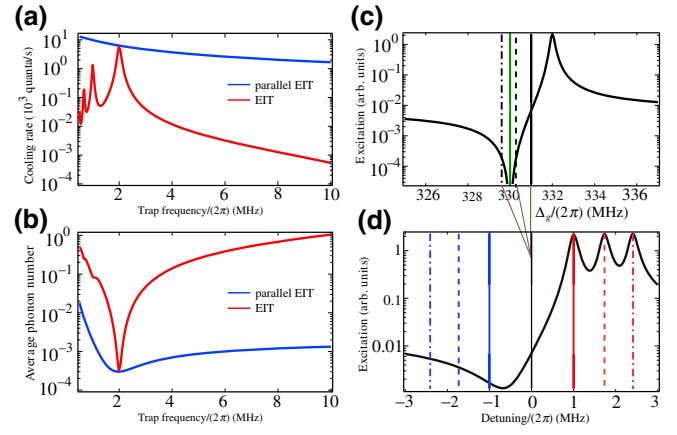 (a)
Cooling rate (10^3 quanta/s)
10^1
10^0
10^−1
10^−2
10^−3
10^−4
parallel EIT
EIT
2 4 6 8 10
Trap frequency/(2π) (MHz)
(b)
Average phonon number
10^0
10^−1
10^−2
10^−3
10^−4
parallel EIT
EIT
2 4 6 8 10
Trap frequency/(2π) (MHz)
(c)
Excitation (arb. units)
10^0
10^−1
10^−2
10^−3
10^−4
326 328 330 332 334 336
Δ_g/(2π) (MHz)
(d)
Excitation (arb. units)
1
0.1
0.01
−3 −2 −1 0 1 2 3
Detuning/(2π) (MHz)